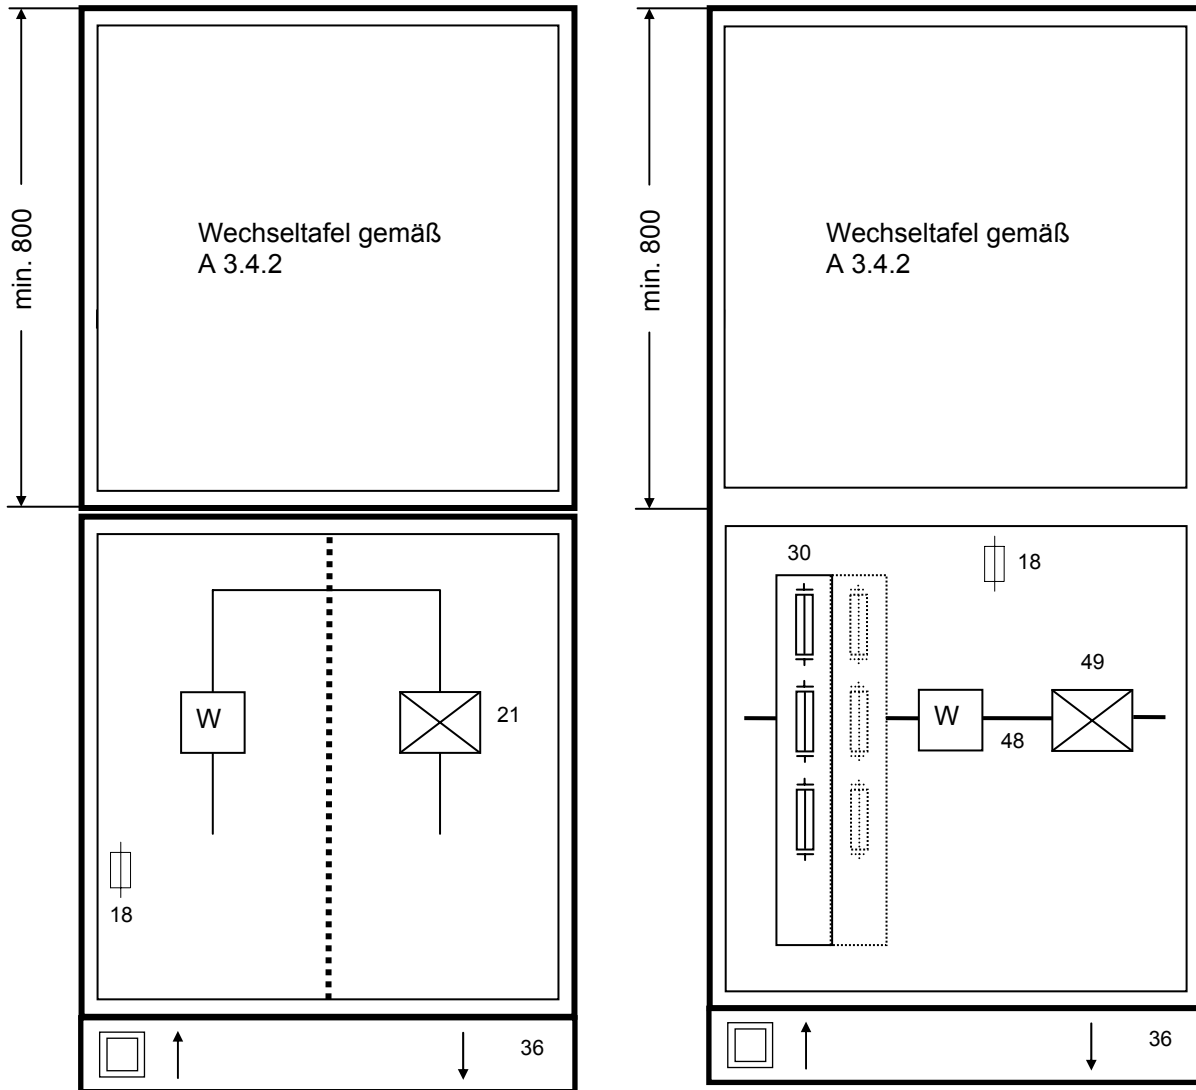 min. 800
Wechseltafel gemäß
A 3.4.2
W
21
18
36
min. 800
Wechseltafel gemäß
A 3.4.2
30
18
49
W
48
36